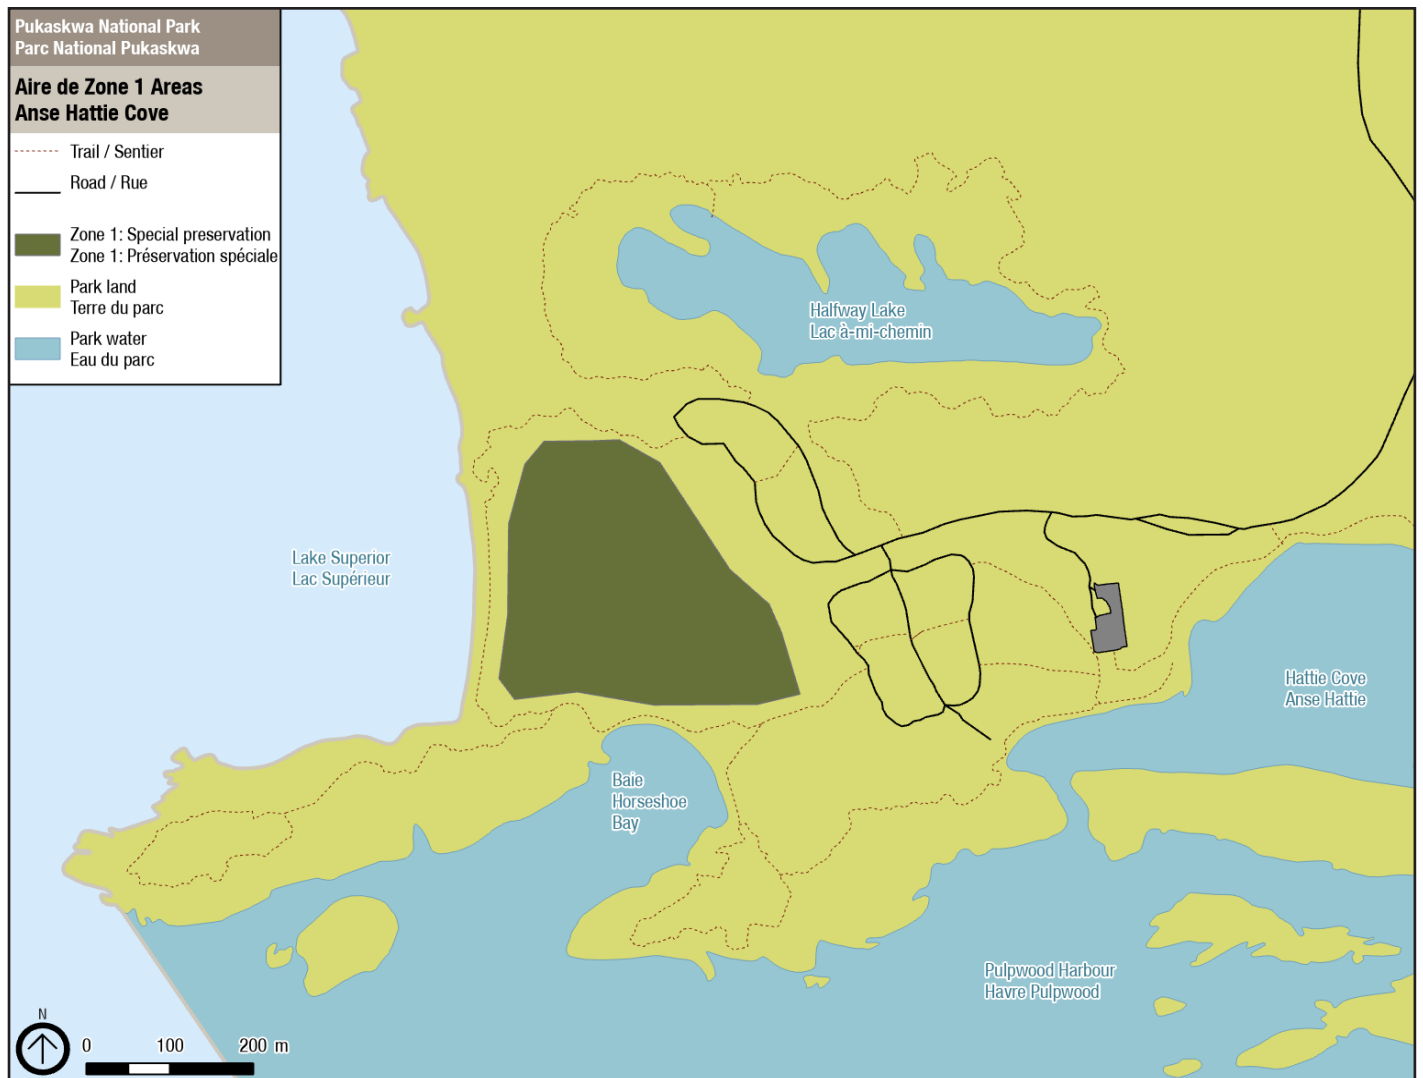 Pukaskwa National Park
Parc National Pukaskwa
Aire de Zone 1 Areas
Anse Hattie Cove
Trail / Sentier
Road / Rue
Zone 1: Special preservation
Zone 1: Préservation spéciale
Park land
Terre du parc
Park water
Eau du parc
Halfway Lake
Lac à-mi-chemin
Lake Superior
Lac Supérieur
Hattie Cove
Anse Hattie
Baie
Horseshoe
Bay
Pulpwood Harbour
Havre Pulpwood
N
0 100 200 m